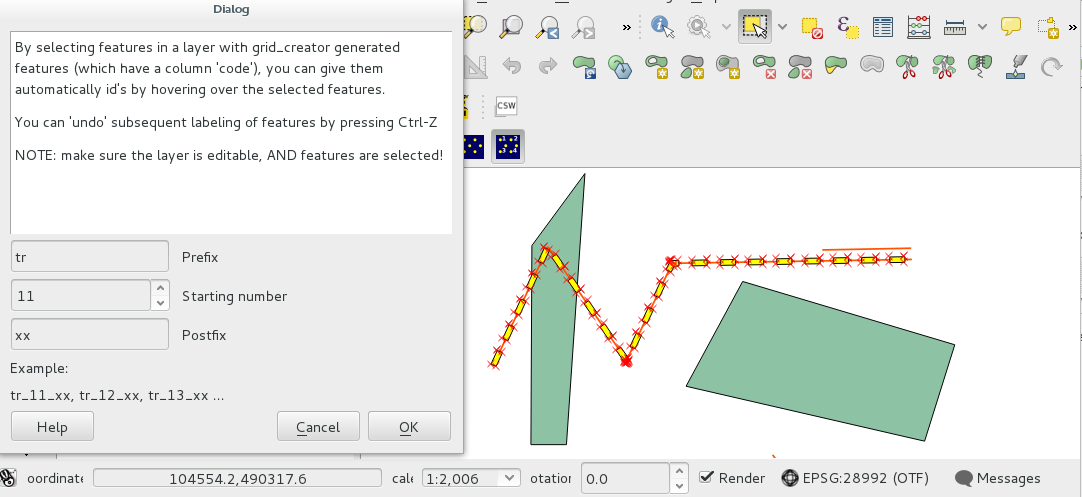 Dialog
By selecting features in a layer with grid_creator generated
features (which have a column 'code'), you can give them
automatically id's by hovering over the selected features.
You can 'undo' subsequent labeling of features by pressing Ctrl-Z
NOTE: make sure the layer is editable, AND features are selected!
tr Prefix
11 Starting number
xx Postfix
Example:
tr_11_xx, tr_12_xx, tr_13_xx ...
Help Cancel OK
»
»
CSW
1 2
3 4
oordinate 104554.2,490317.6 cale 1:2,006 otation 0.0 Render EPSG:28992 (OTF) Messages